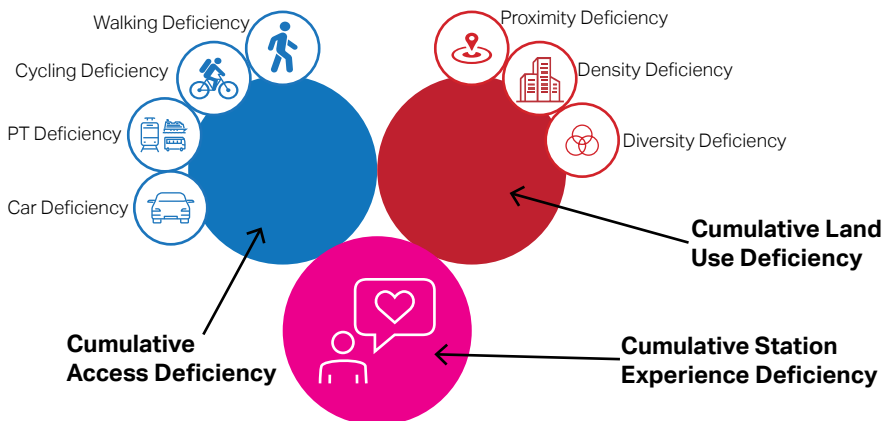 Walking Deficiency
Cycling Deficiency
PT Deficiency
Car Deficiency
Proximity Deficiency
Density Deficiency
Diversity Deficiency
Cumulative Land
Use Deficiency
Cumulative
Access Deficiency
Cumulative Station
Experience Deficiency